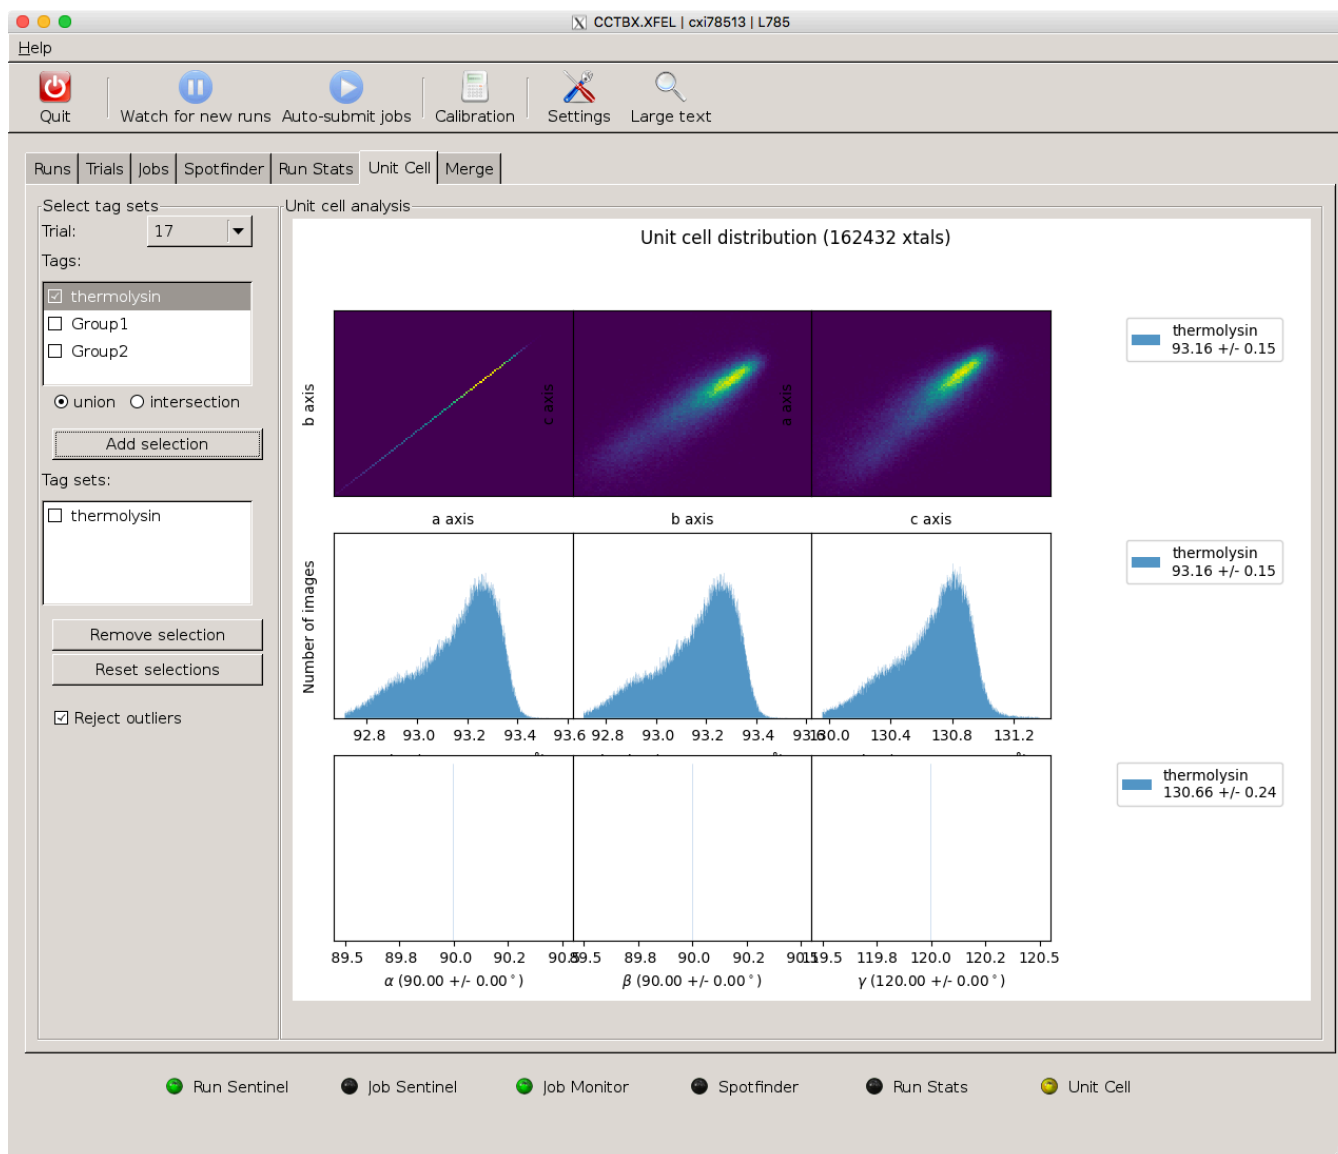 CCTBX.XFEL | cxi78513 | L785
Help
Quit
Watch for new runs
Auto-submit jobs
Calibration
Settings
Large text
Runs
Trials
Jobs
Spotfinder
Run Stats
Unit Cell
Merge
Select tag sets
Trial:
17
Tags:
thermolysin
Group1
Group2
union
intersection
Add selection
Tag sets:
thermolysin
Remove selection
Reset selections
Reject outliers
Unit cell analysis
Unit cell distribution (162432 xtals)
b axis
c axis
a axis
a axis
b axis
c axis
thermolysin
93.16 +/- 0.15
Number of images
92.8 93.0 93.2 93.4 93.6
92.8 93.0 93.2 93.4
130.4 130.8 131.2
thermolysin
93.16 +/- 0.15
89.5 89.8 90.0 90.2
89.8 90.0 90.2
119.8 120.0 120.2 120.5
α (90.00 +/- 0.00°)
β (90.00 +/- 0.00°)
γ (120.00 +/- 0.00°)
thermolysin
130.66 +/- 0.24
Run Sentinel
Job Sentinel
Job Monitor
Spotfinder
Run Stats
Unit Cell